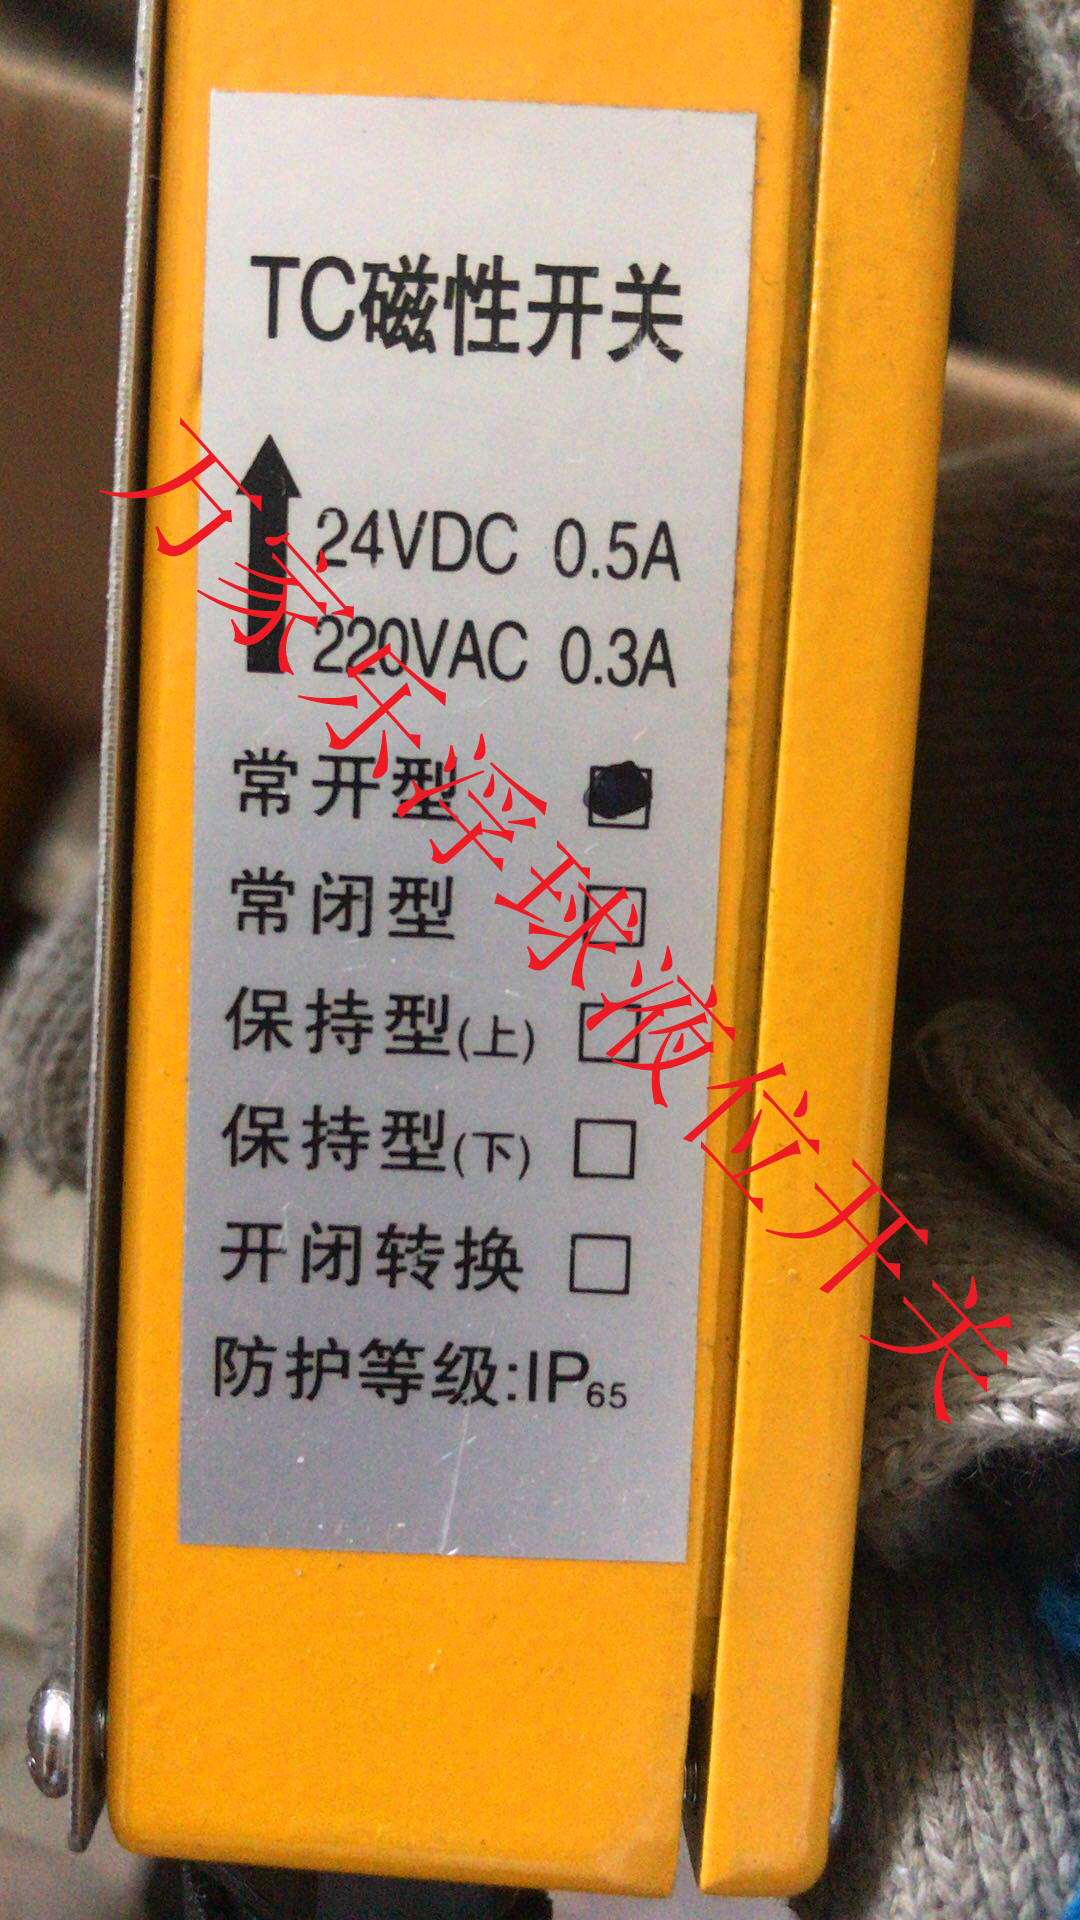 TC磁性开关
24VDC 0.5A
220VAC 0.3A
常开型
常闭型
保持型(上)
保持型(下)
开闭转换
防护等级:IP65
万家乐浮球液位开关